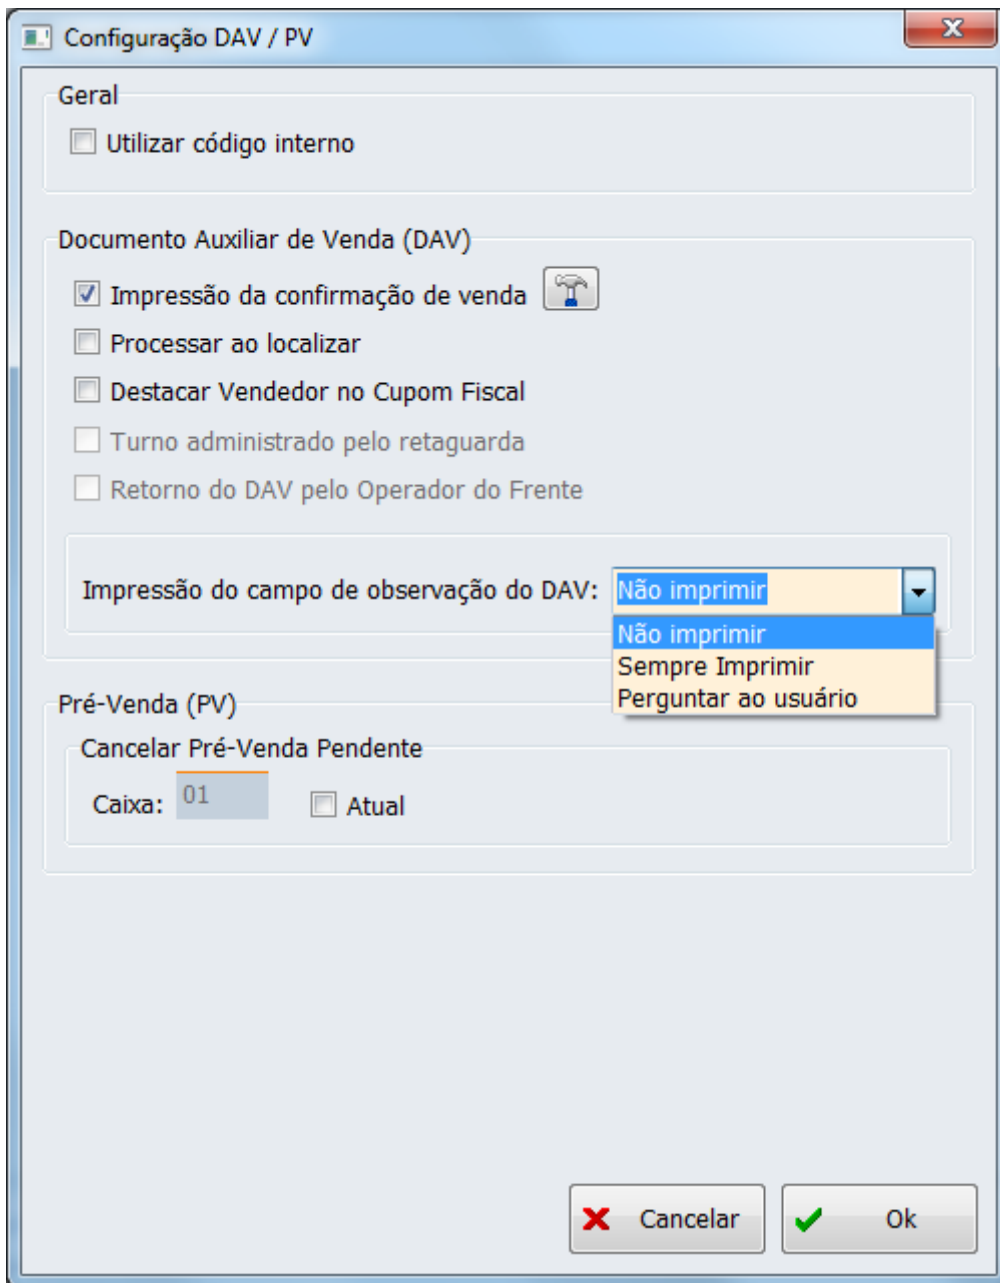 Configuração DAV / PV
Geral
Utilizar código interno
Documento Auxiliar de Venda (DAV)
Impressão da confirmação de venda
Processar ao localizar
Destacar Vendedor no Cupom Fiscal
Turno administrado pelo retaguarda
Retorno do DAV pelo Operador do Frente
Impressão do campo de observação do DAV: Não imprimir
Não imprimir
Sempre Imprimir
Perguntar ao usuário
Pré-Venda (PV)
Cancelar Pré-Venda Pendente
Caixa: 01 Atual
Cancelar Ok